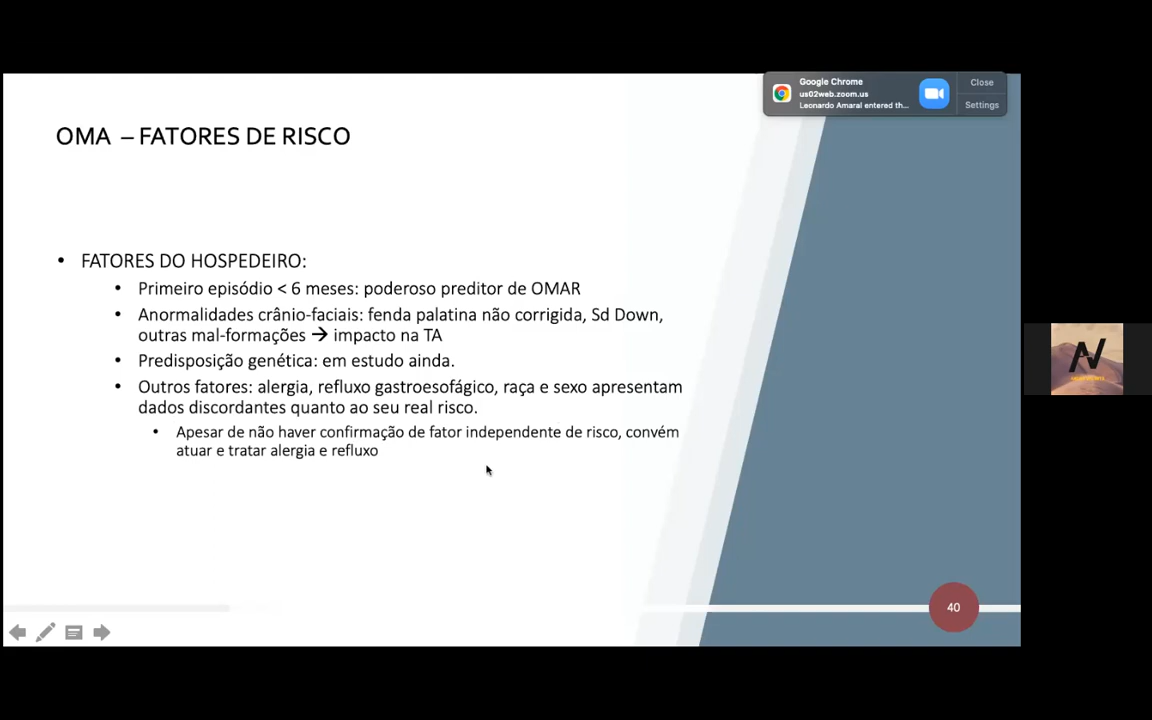 Google Chrome
us02web.zoom.us
Leonardo Amaral entered th...
Close
Settings
OMA – FATORES DE RISCO
• FATORES DO HOSPEDEIRO:
• Primeiro episódio < 6 meses: poderoso preditor de OMAR
• Anormalidades crânio-faciais: fenda palatina não corrigida, Sd Down,
outras mal-formações → impacto na TA
• Predisposição genética: em estudo ainda.
• Outros fatores: alergia, refluxo gastroesofágico, raça e sexo apresentam
dados discordantes quanto ao seu real risco.
• Apesar de não haver confirmação de fator independente de risco, convém
atuar e tratar alergia e refluxo
40